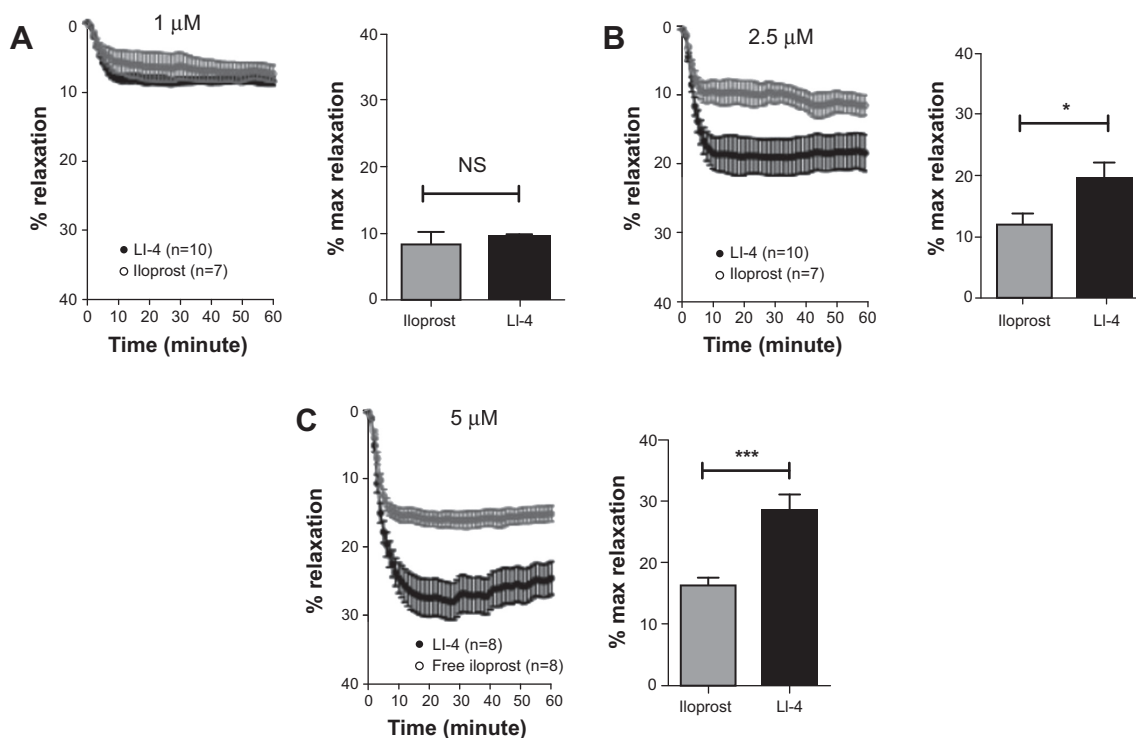 A
1 μM
0
10
20
30
40
% relaxation
LI-4 (n=10)
Iloprost (n=7)
0 10 20 30 40 50 60
Time (minute)
40
30
20
10
0
% max relaxation
NS
Iloprost LI-4
B
2.5 μM
0
10
20
30
40
% relaxation
LI-4 (n=10)
Iloprost (n=7)
0 10 20 30 40 50 60
Time (minute)
40
30
20
10
0
% max relaxation
*
Iloprost LI-4
C
5 μM
0
10
20
30
40
% relaxation
LI-4 (n=8)
Free iloprost (n=8)
0 10 20 30 40 50 60
Time (minute)
40
30
20
10
0
% max relaxation
***
Iloprost LI-4